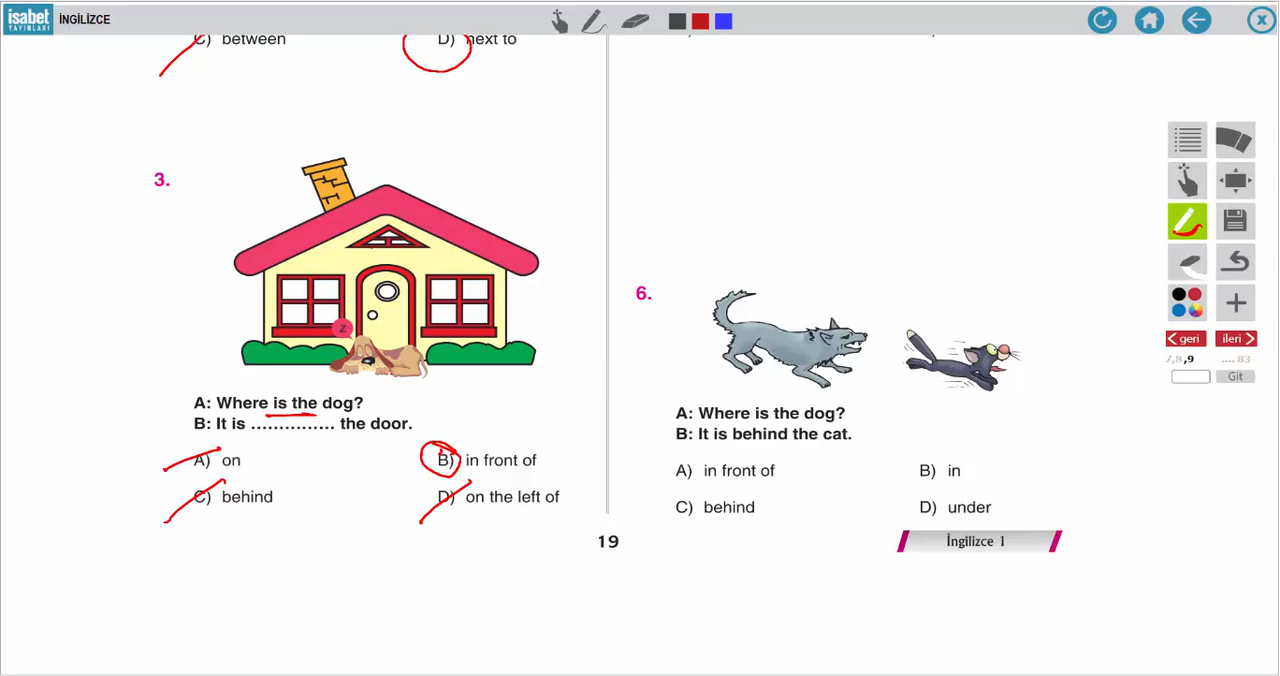 isabet
YAYINLARI
İNGİLİZCE
C) between
D) next to
3.
z
A: Where is the dog?
B: It is ............... the door.
A) on
B) in front of
C) behind
D) on the left of
19
6.
A: Where is the dog?
B: It is behind the cat.
A) in front of
B) in
C) behind
D) under
İngilizce 1
geri
ileri
7,8,9
.... 83
Git